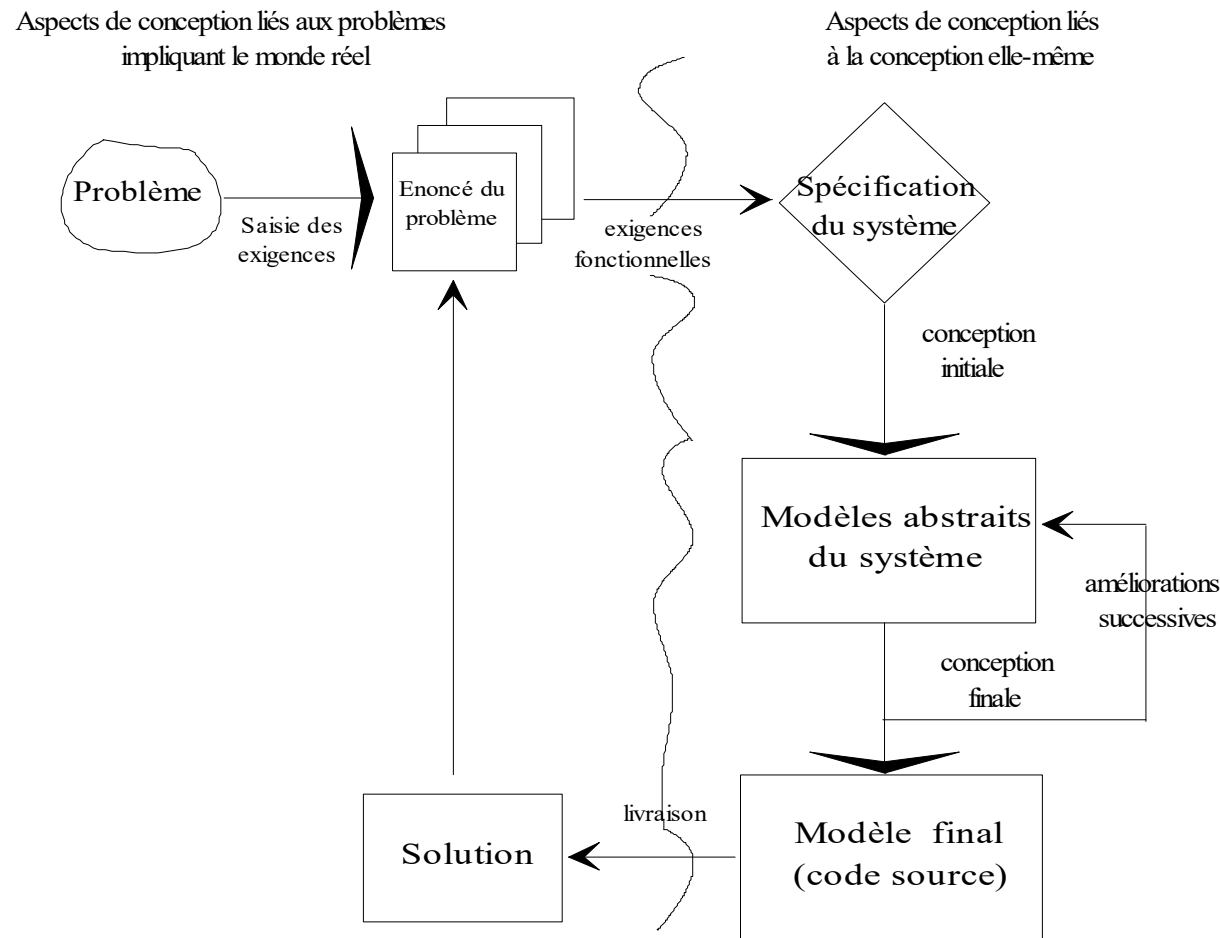 Aspects de conception liés aux problèmes
impliquant le monde réel
Aspects de conception liés
à la conception elle-même
Problème
Saisie des
exigences
Enoncé du
problème
exigences
fonctionnelles
Spécification
du système
conception
initiale
Modèles abstraits
du système
améliorations
successives
conception
finale
Modèle final
(code source)
livraison
Solution